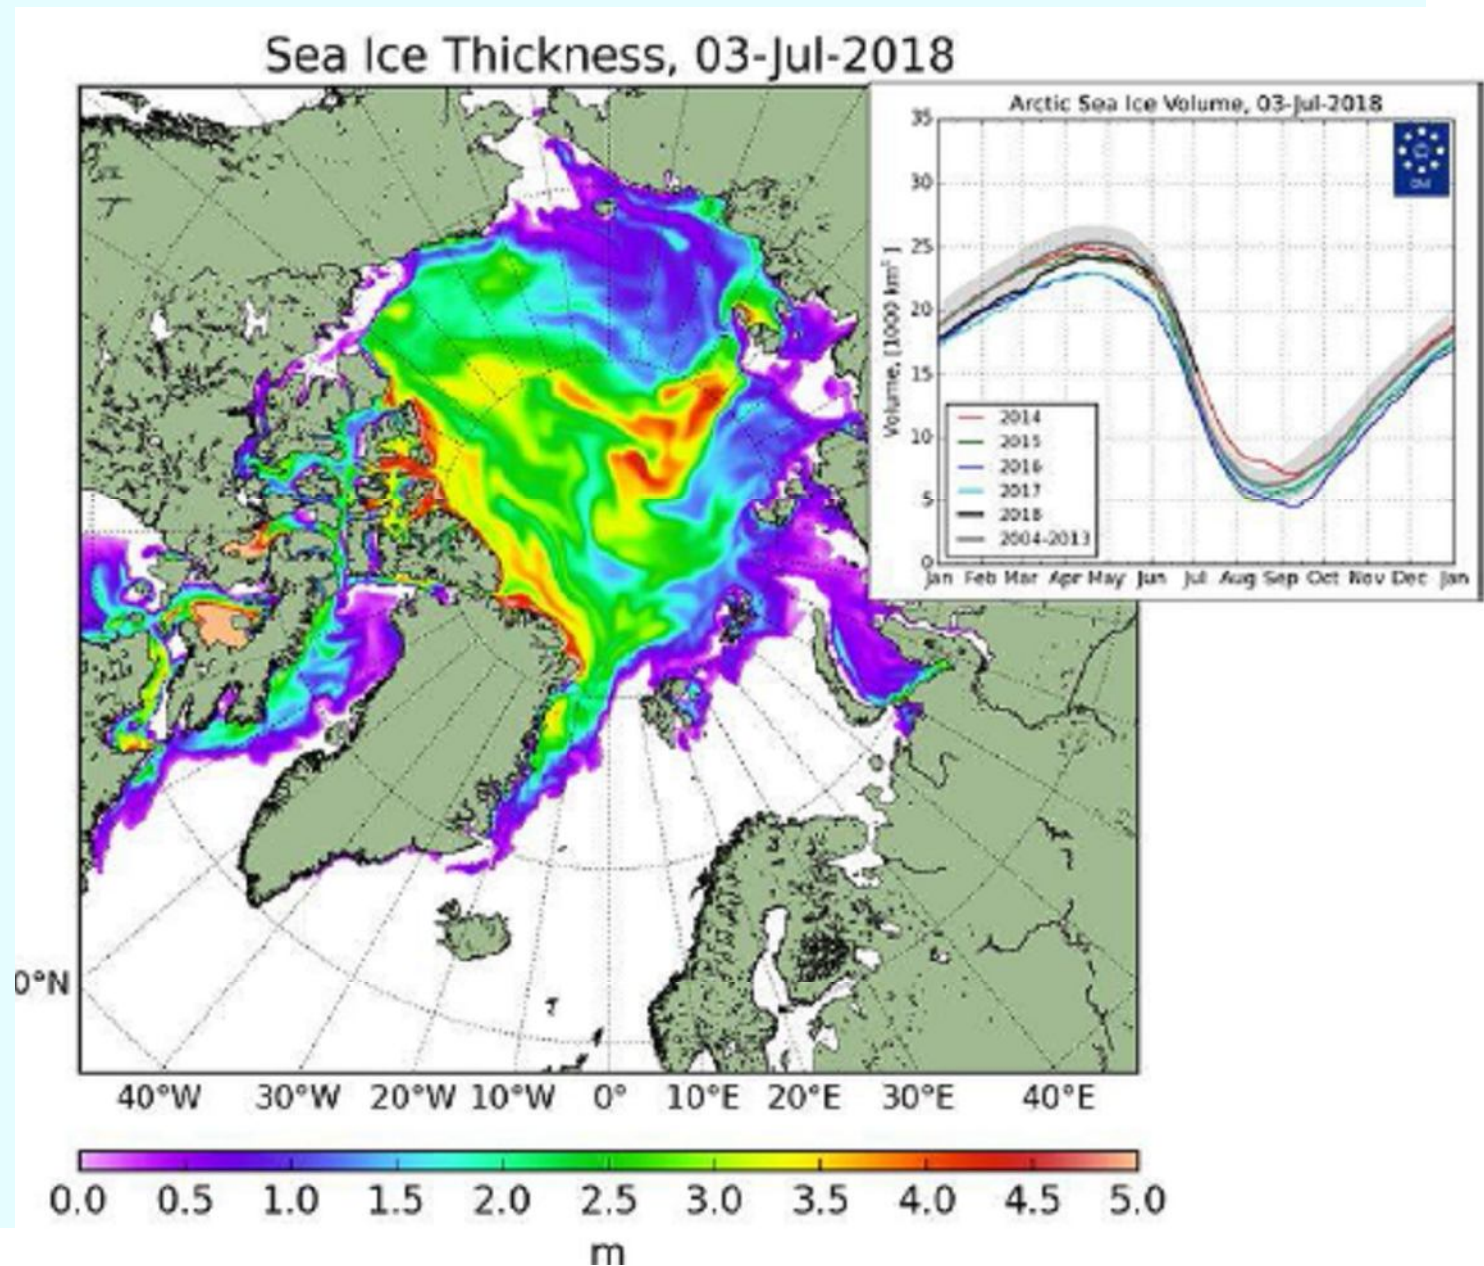 Sea Ice Thickness, 03-Jul-2018
Arctic Sea Ice Volume, 03-Jul-2018
35
30
25
20
15
10
5
0
Volume, [1000 km³]
2014
2015
2016
2017
2018
2004-2013
Jan Feb Mar Apr May Jun Jul Aug Sep Oct Nov Dec Jan
0°N
40°W 30°W 20°W 10°W 0° 10°E 20°E 30°E 40°E
0.0 0.5 1.0 1.5 2.0 2.5 3.0 3.5 4.0 4.5 5.0
m